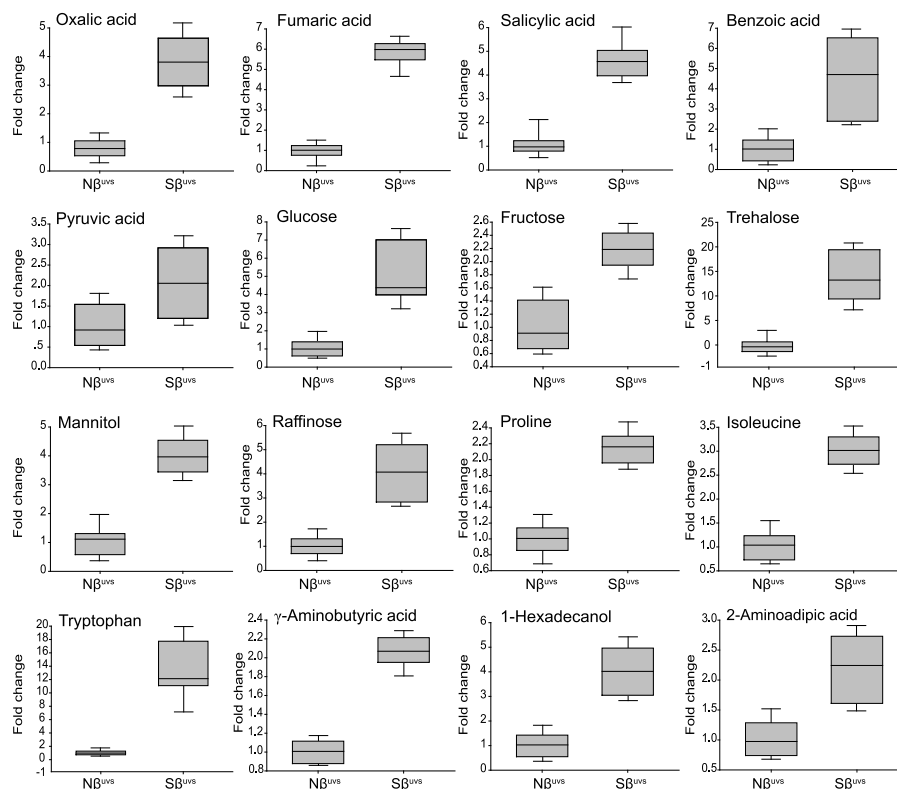 Oxalic acid
Fold change
5
4
3
2
1
0
Nβᵘᵛˢ
Sβᵘᵛˢ
Fumaric acid
Fold change
7
6
5
4
3
2
1
0
Nβᵘᵛˢ
Sβᵘᵛˢ
Salicylic acid
Fold change
6
5
4
3
2
1
0
Nβᵘᵛˢ
Sβᵘᵛˢ
Benzoic acid
Fold change
7
6
5
4
3
2
1
0
Nβᵘᵛˢ
Sβᵘᵛˢ
Pyruvic acid
Fold change
3.5
3.0
2.5
2.0
1.5
1.0
.5
0.0
Nβᵘᵛˢ
Sβᵘᵛˢ
Glucose
Fold change
8
7
6
5
4
3
2
1
0
Nβᵘᵛˢ
Sβᵘᵛˢ
Fructose
Fold change
2.6
2.4
2.2
2.0
1.8
1.6
1.4
1.2
1.0
0.8
0.6
0.4
Nβᵘᵛˢ
Sβᵘᵛˢ
Trehalose
Fold change
25
20
15
10
5
0
-1
Nβᵘᵛˢ
Sβᵘᵛˢ
Mannitol
Fold change
5
4
3
2
1
0
Nβᵘᵛˢ
Sβᵘᵛˢ
Raffinose
Fold change
6
5
4
3
2
1
0
Nβᵘᵛˢ
Sβᵘᵛˢ
Proline
Fold change
2.6
2.4
2.2
2.0
1.8
1.6
1.4
1.2
1.0
0.8
0.6
Nβᵘᵛˢ
Sβᵘᵛˢ
Isoleucine
Fold change
3.5
3.0
2.5
2.0
1.5
1.0
0.5
Nβᵘᵛˢ
Sβᵘᵛˢ
Tryptophan
Fold change
20
18
16
14
12
10
2
0
-1
Nβᵘᵛˢ
Sβᵘᵛˢ
γ-Aminobutyric acid
Fold change
2.4
2.2
2.0
1.2
1.0
0.8
Nβᵘᵛˢ
Sβᵘᵛˢ
1-Hexadecanol
Fold change
6
5
4
3
2
1
0
Nβᵘᵛˢ
Sβᵘᵛˢ
2-Aminoadipic acid
Fold change
3.0
2.5
2.0
1.5
1.0
0.5
Nβᵘᵛˢ
Sβᵘᵛˢ